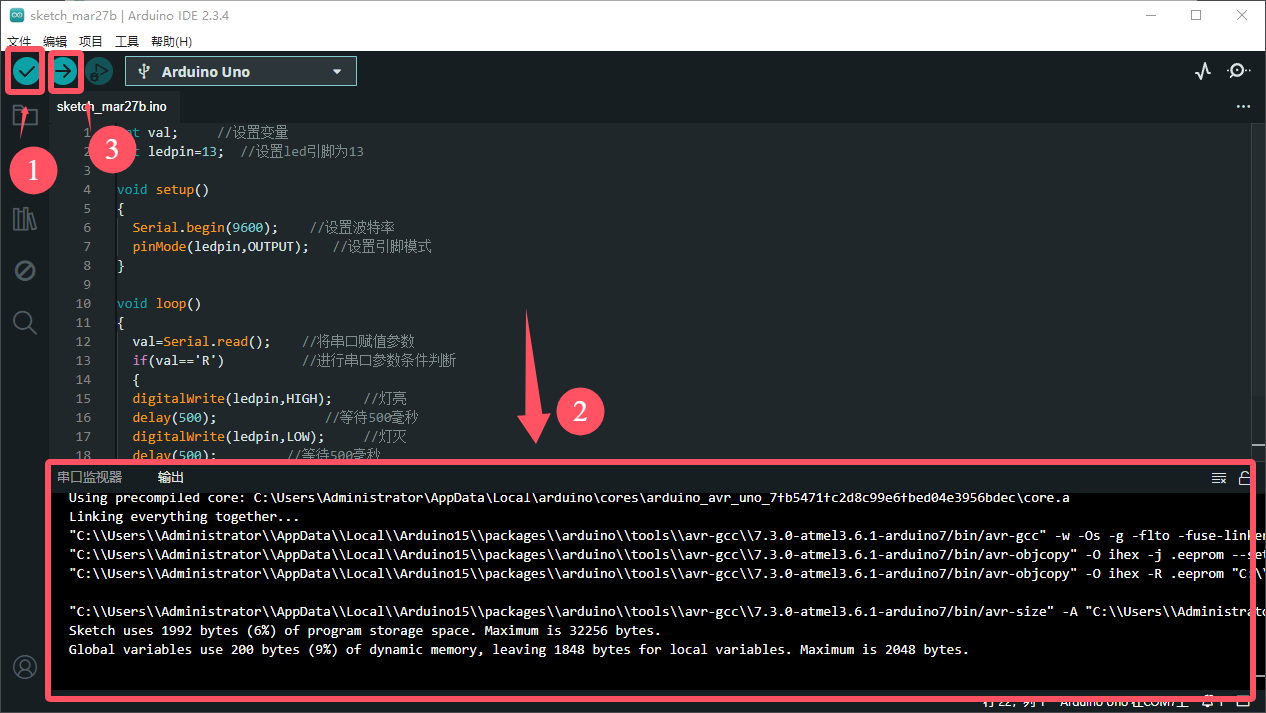 sketch_mar27b | Arduino IDE 2.3.4
文件 编辑 项目 工具 帮助(H)
Arduino Uno
sketch_mar27b.ino
1 val; //设置变量
2 ledpin=13; //设置led引脚为13
3
4 void setup()
5 {
6 Serial.begin(9600); //设置波特率
7 pinMode(ledpin,OUTPUT); //设置引脚模式
8 }
9
10 void loop()
11 {
12 val=Serial.read(); //将串口赋值参数
13 if(val=='R') //进行串口参数条件判断
14 {
15 digitalWrite(ledpin,HIGH); //灯亮
16 delay(500); //等待500毫秒
17 digitalWrite(ledpin,LOW); //灯灭
18 delay(500); //等待500毫秒
1
3
2
串口监视器 输出
Using precompiled core: C:\Users\Administrator\AppData\Local\arduino\cores\arduino_avr_uno_7fb5471fc2d8c99e6fbed04e3956bdec\core.a
Linking everything together...
"C:\\Users\\Administrator\\AppData\\Local\\Arduino15\\packages\\arduino\\tools\\avr-gcc\\7.3.0-atmel3.6.1-arduino7/bin/avr-gcc" -w -Os -g -flto -fuse-linker
"C:\\Users\\Administrator\\AppData\\Local\\Arduino15\\packages\\arduino\\tools\\avr-gcc\\7.3.0-atmel3.6.1-arduino7/bin/avr-objcopy" -O ihex -j .eeprom --set
"C:\\Users\\Administrator\\AppData\\Local\\Arduino15\\packages\\arduino\\tools\\avr-gcc\\7.3.0-atmel3.6.1-arduino7/bin/avr-objcopy" -O ihex -R .eeprom "C:\\
"C:\\Users\\Administrator\\AppData\\Local\\Arduino15\\packages\\arduino\\tools\\avr-gcc\\7.3.0-atmel3.6.1-arduino7/bin/avr-size" -A "C:\\Users\\Administrato
Sketch uses 1992 bytes (6%) of program storage space. Maximum is 32256 bytes.
Global variables use 200 bytes (9%) of dynamic memory, leaving 1848 bytes for local variables. Maximum is 2048 bytes.
行 22，列 1 Arduino Uno 在COM7上 1